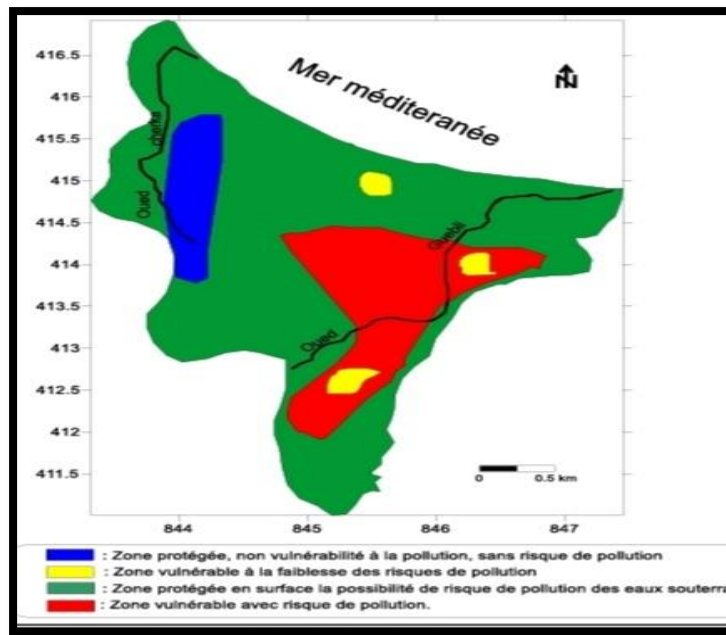 416.5
416
415.5
415
414.5
414
413.5
413
412.5
412
411.5
Mer méditeranée
N
Oued cherka
Oued Guebli
0 0.5 km
844 845 846 847
: Zone protégée, non vulnérabilité à la pollution, sans risque de pollution
: Zone vulnérable à la faiblesse des risques de pollution
: Zone protégée en surface la possibilité de risque de pollution des eaux souterra
: Zone vulnérable avec risque de pollution.